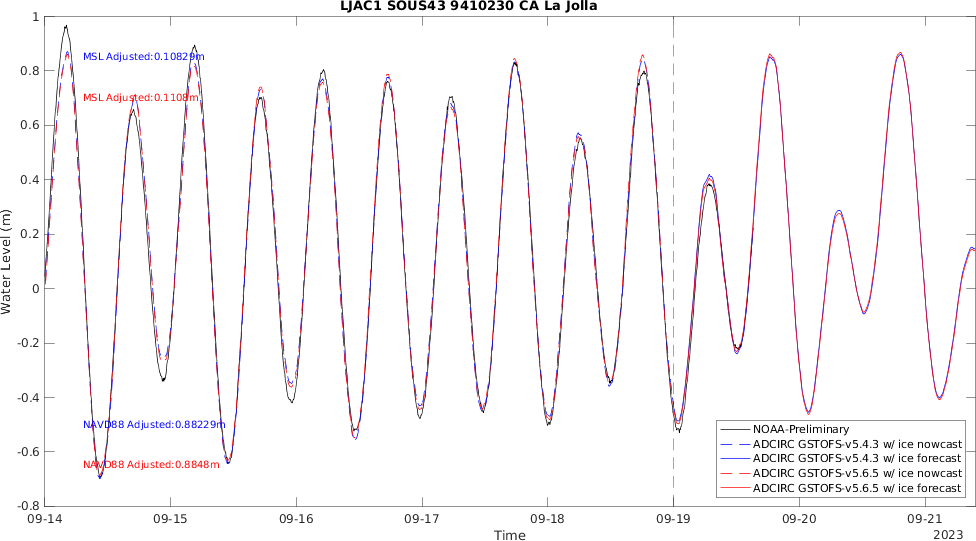 LJAC1 SOUS43 9410230 CA La Jolla
1
0.8
0.6
0.4
0.2
0
-0.2
-0.4
-0.6
-0.8
Water Level (m)
MSL Adjusted:0.10829m
MSL Adjusted:0.1108m
NAVD88 Adjusted:0.88229m
NAVD88 Adjusted:0.8848m
NOAA-Preliminary
ADCIRC GSTOFS-v5.4.3 w/ ice nowcast
ADCIRC GSTOFS-v5.4.3 w/ ice forecast
ADCIRC GSTOFS-v5.6.5 w/ ice nowcast
ADCIRC GSTOFS-v5.6.5 w/ ice forecast
09-14 09-15 09-16 09-17 09-18 09-19 09-20 09-21
Time
2023